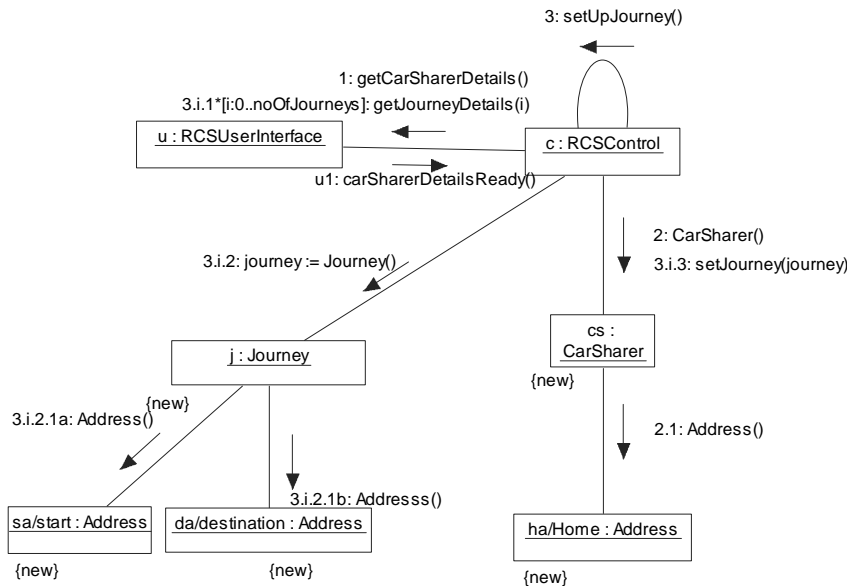 3: setUpJourney()
1: getCarSharerDetails()
3.i.1*[i:0..noOfJourneys]: getJourneyDetails(i)
u : RCSUserInterface
c : RCSControl
u1: carSharerDetailsReady()
2: CarSharer()
3.i.2: journey := Journey()
3.i.3: setJourney(journey)
cs :
CarSharer
j : Journey
{new}
{new}
3.i.2.1a: Address()
2.1: Address()
3.i.2.1b: Addresss()
sa/start : Address
da/destination : Address
ha/Home : Address
{new}
{new}
{new}